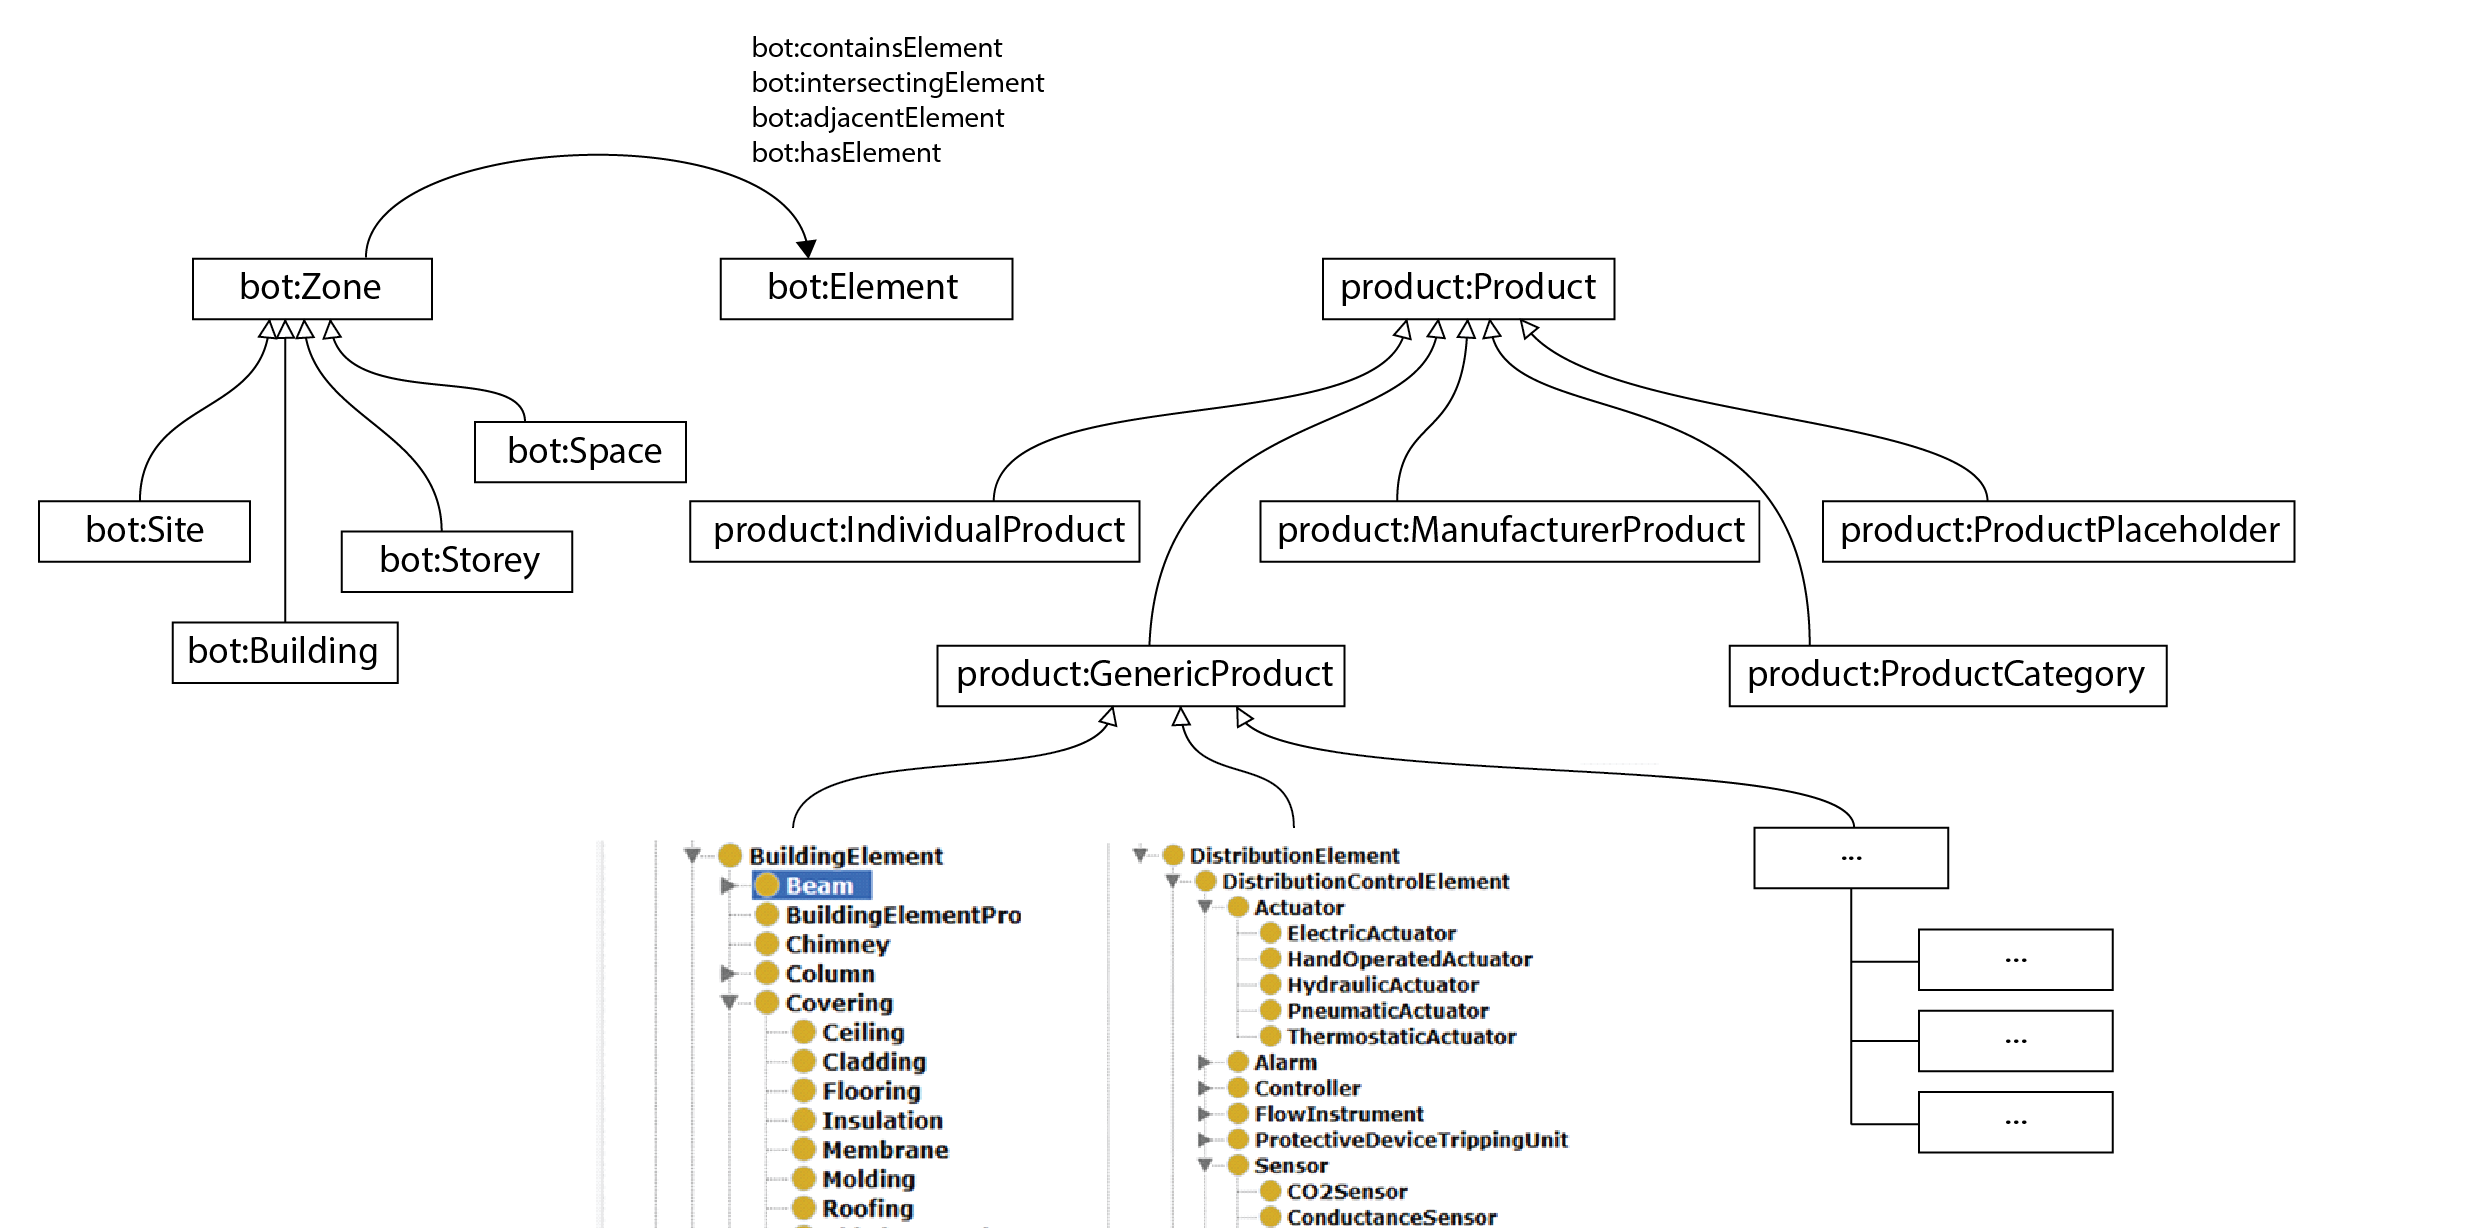 bot:containsElement
bot:intersectingElement
bot:adjacentElement
bot:hasElement
bot:Zone
bot:Element
product:Product
bot:Space
bot:Site
bot:Storey
bot:Building
product:IndividualProduct
product:ManufacturerProduct
product:ProductPlaceholder
product:GenericProduct
product:ProductCategory
BuildingElement
Beam
BuildingElementPro
Chimney
Column
Covering
Ceiling
Cladding
Flooring
Insulation
Membrane
Molding
Roofing
DistributionElement
DistributionControlElement
Actuator
ElectricActuator
HandOperatedActuator
HydraulicActuator
PneumaticActuator
ThermostaticActuator
Alarm
Controller
FlowInstrument
ProtectiveDeviceTrippingUnit
Sensor
CO2Sensor
ConductanceSensor
...
...
...
...